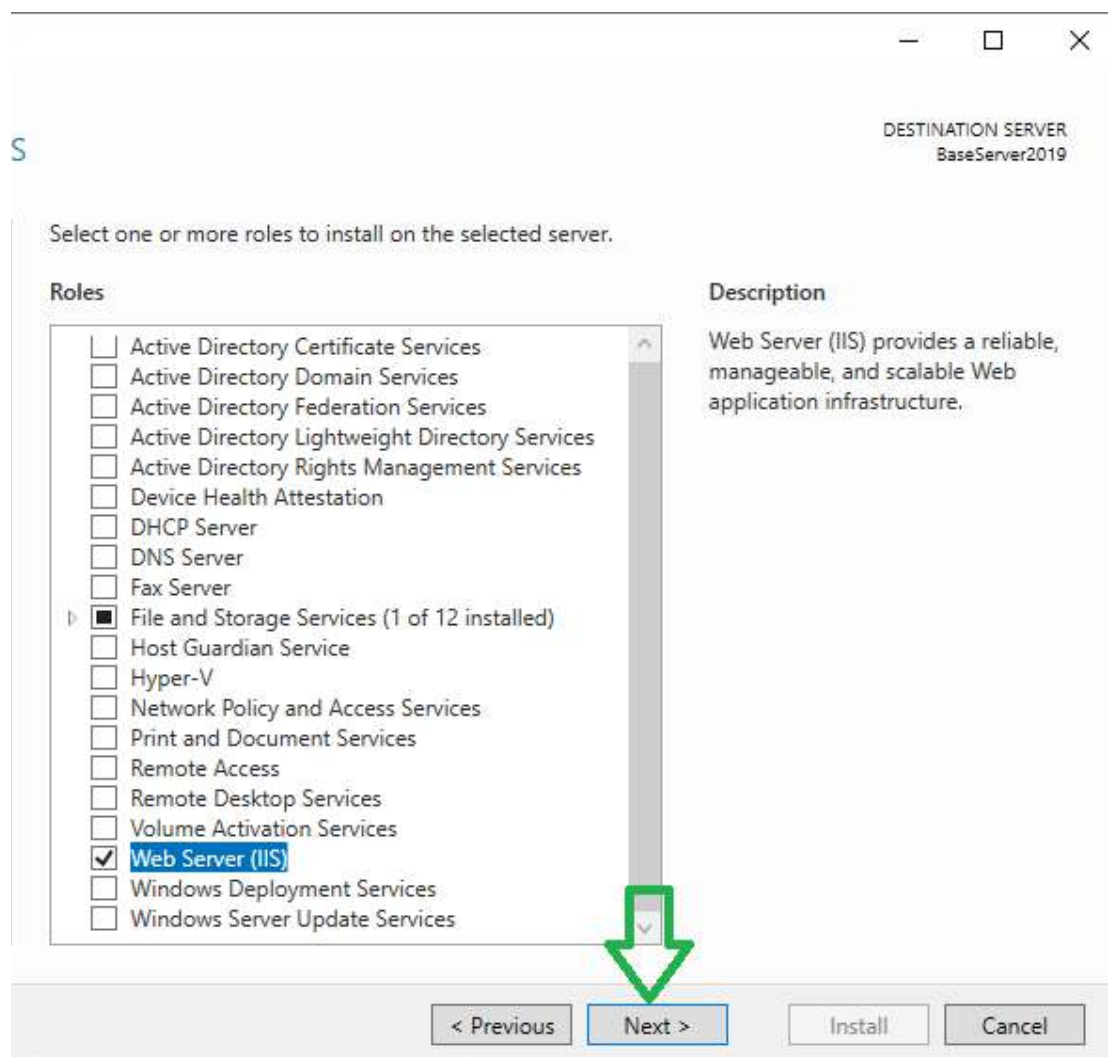 DESTINATION SERVER
BaseServer2019
S
Select one or more roles to install on the selected server.
Roles
Active Directory Certificate Services
Active Directory Domain Services
Active Directory Federation Services
Active Directory Lightweight Directory Services
Active Directory Rights Management Services
Device Health Attestation
DHCP Server
DNS Server
Fax Server
File and Storage Services (1 of 12 installed)
Host Guardian Service
Hyper-V
Network Policy and Access Services
Print and Document Services
Remote Access
Remote Desktop Services
Volume Activation Services
Web Server (IIS)
Windows Deployment Services
Windows Server Update Services
Description
Web Server (IIS) provides a reliable,
manageable, and scalable Web
application infrastructure.
< Previous
Next >
Install
Cancel